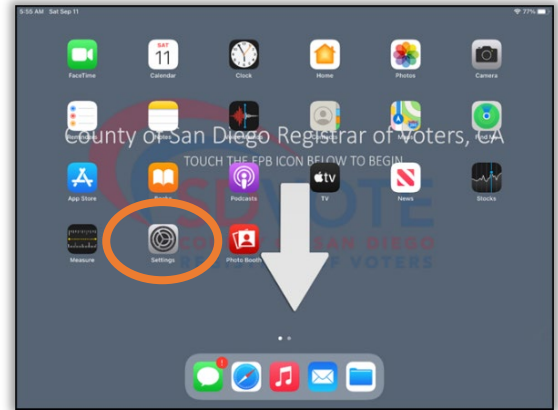 6:55 AM Sat Sep 11
77%
SAT
11
FaceTime
Calendar
Clock
Home
Photos
Camera
County of San Diego Registrar of Voters, CA
TOUCH THE EPB ICON BELOW TO BEGIN
App Store
Books
Podcasts
tv
TV
News
Stocks
SDVOTE
COUNTY OF SAN DIEGO
REGISTRAR OF VOTERS
Measure
Settings
Photo Booth